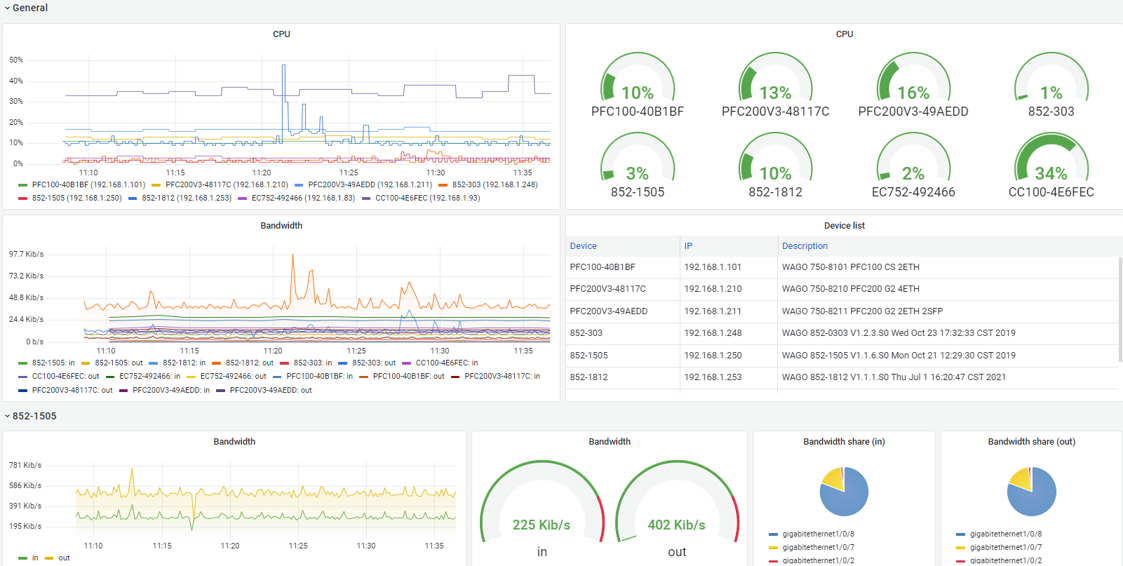 General
CPU
50%
40%
30%
20%
10%
0%
11:10 11:15 11:20 11:25 11:30 11:35
PFC100-40B1BF (192.168.1.101) PFC200V3-48117C (192.168.1.210) PFC200V3-49AEDD (192.168.1.211) 852-303 (192.168.1.248)
852-1505 (192.168.1.250) 852-1812 (192.168.1.253) EC752-492466 (192.168.1.83) CC100-4E6FEC (192.168.1.93)
CPU
10% 13% 16% 1%
PFC100-40B1BF PFC200V3-48117C PFC200V3-49AEDD 852-303
3% 10% 2% 34%
852-1505 852-1812 EC752-492466 CC100-4E6FEC
Bandwidth
97.7 Kib/s
73.2 Kib/s
48.8 Kib/s
24.4 Kib/s
0 b/s
11:10 11:15 11:20 11:25 11:30 11:35
852-1505: in 852-1505: out 852-1812: in 852-1812: out 852-303: in 852-303: out CC100-4E6FEC: in
CC100-4E6FEC: out EC752-492466: in EC752-492466: out PFC100-40B1BF: in PFC100-40B1BF: out PFC200V3-48117C: in
PFC200V3-48117C: out PFC200V3-49AEDD: in PFC200V3-49AEDD: out
Device list
Device IP Description
PFC100-40B1BF 192.168.1.101 WAGO 750-8101 PFC100 CS 2ETH
PFC200V3-48117C 192.168.1.210 WAGO 750-8210 PFC200 G2 4ETH
PFC200V3-49AEDD 192.168.1.211 WAGO 750-8211 PFC200 G2 2ETH 2SFP
852-303 192.168.1.248 WAGO 852-0303 V1.2.3.S0 Wed Oct 23 17:32:33 CST 2019
852-1505 192.168.1.250 WAGO 852-1505 V1.1.6.S0 Mon Oct 21 12:29:30 CST 2019
852-1812 192.168.1.253 WAGO 852-1812 V1.1.1.S0 Thu Jul 1 16:20:47 CST 2021
852-1505
Bandwidth
781 Kib/s
586 Kib/s
391 Kib/s
195 Kib/s
11:10 11:15 11:20 11:25 11:30 11:35
in out
Bandwidth
225 Kib/s 402 Kib/s
in out
Bandwidth share (in)
gigabitethernet1/0/8
gigabitethernet1/0/7
gigabitethernet1/0/2
Bandwidth share (out)
gigabitethernet1/0/8
gigabitethernet1/0/7
gigabitethernet1/0/2